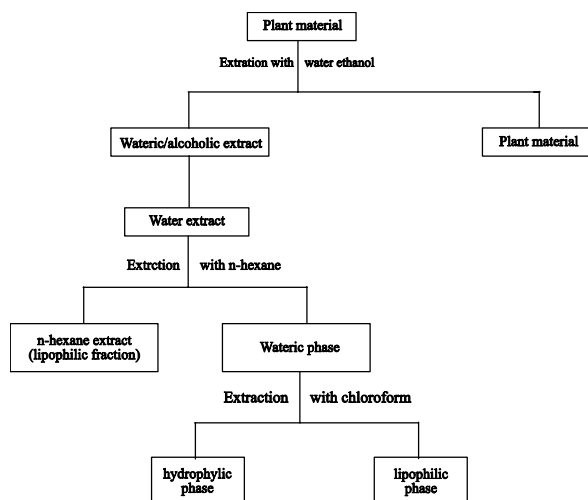 Plant material
Extration with water ethanol
Wateric/alcoholic extract
Plant material
Water extract
Extrction with n-hexane
n-hexane extract
(lipophilic fraction)
Wateric phase
Extraction with chloroform
hydrophylic
phase
lipophilic
phase